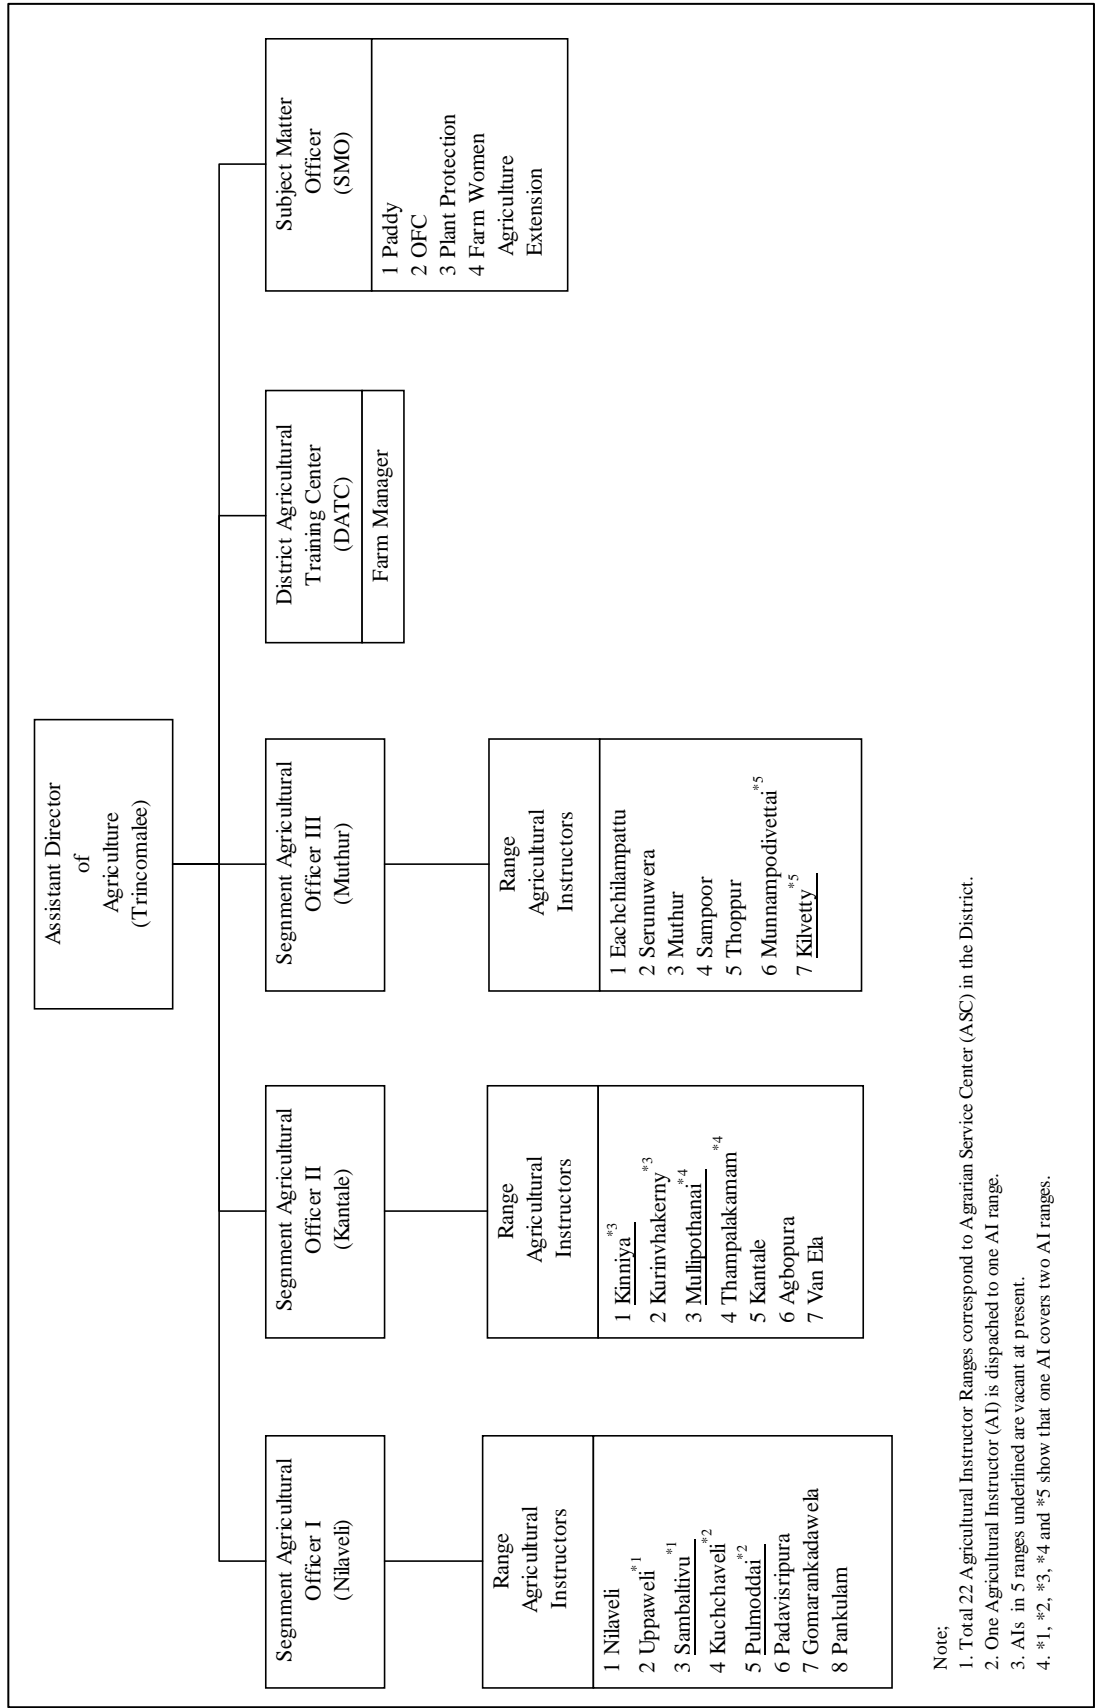 Assistant Director
of
Agriculture
(Trincomalee)
Segnment Agricultural
Officer I
(Nilaveli)
Segnment Agricultural
Officer II
(Kantale)
Segnment Agricultural
Officer III
(Muthur)
District Agricultural
Training Center
(DATC)
Farm Manager
Subject Matter
Officer
(SMO)
1 Paddy
2 OFC
3 Plant Protection
4 Farm Women
Agriculture
Extension
Range
Agricultural
Instructors
1 Nilaveli
2 Uppaweli*1
3 Sambaltivu*1
4 Kuchchaveli*2
5 Pulmoddai*2
6 Padavisripura
7 Gomarankadawela
8 Pankulam
Range
Agricultural
Instructors
1 Kinniya*3
2 Kurinvhakerny*3
3 Mullipothanai*4
4 Thampalakamam*4
5 Kantale
6 Agbopura
7 Van Ela
Range
Agricultural
Instructors
1 Eachchilampattu
2 Serunuwera
3 Muthur
4 Sampoor
5 Thoppur
6 Munnampodivettai*5
7 Kilvetty*5
Note;
1. Total 22 Agricultural Instructor Ranges correspond to Agrarian Service Center (ASC) in the District.
2. One Agricultural Instructor (AI) is dispached to one AI range.
3. AIs in 5 ranges underlined are vacant at present.
4. *1, *2, *3, *4 and *5 show that one AI covers two AI ranges.